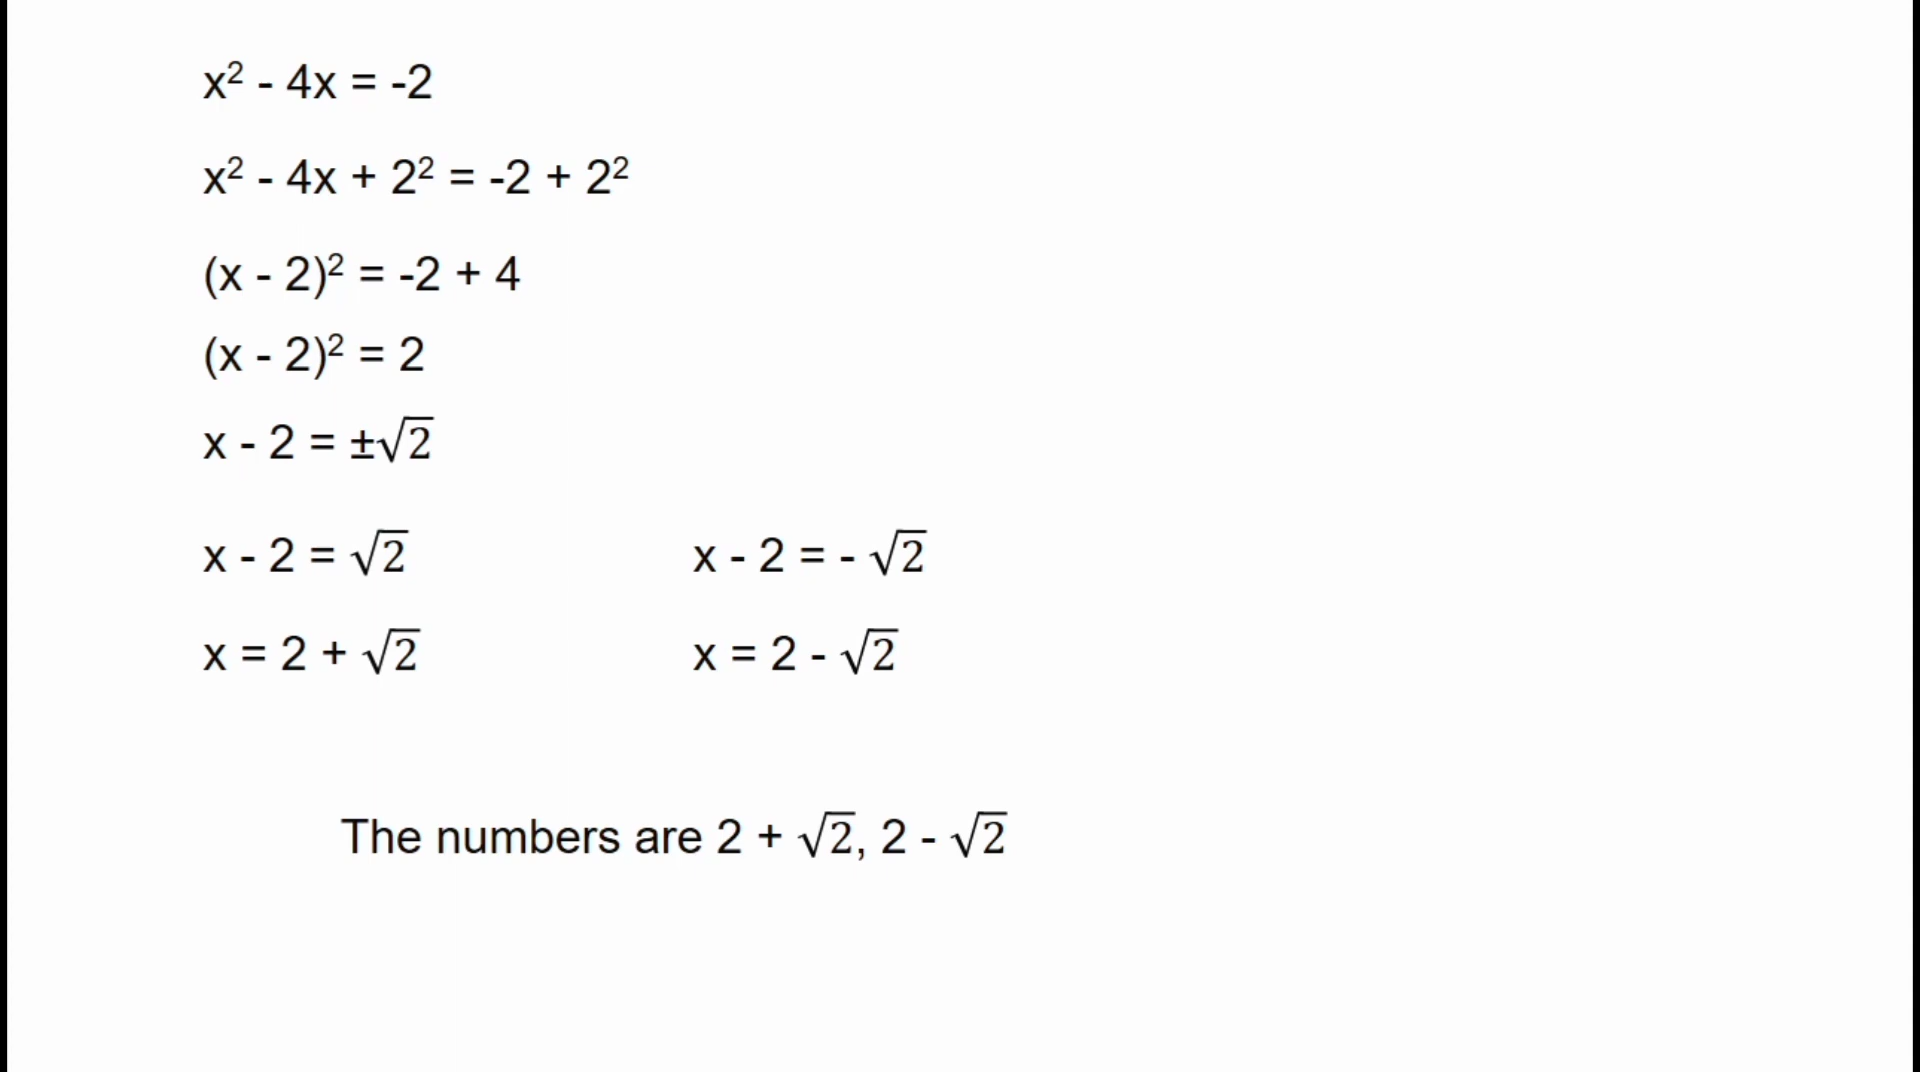 x² - 4x = -2
x² - 4x + 2² = -2 + 2²
(x - 2)² = -2 + 4
(x - 2)² = 2
x - 2 = ±√2
x - 2 = √2 x - 2 = - √2
x = 2 + √2 x = 2 - √2
The numbers are 2 + √2, 2 - √2